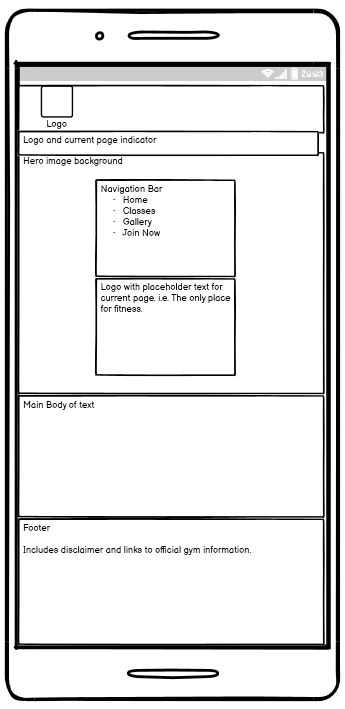 20:03
Logo
Logo and current page indicator
Hero image background
Navigation Bar
· Home
· Classes
· Gallery
· Join Now
Logo with placeholder text for
current page. i.e. The only place
for fitness.
Main Body of text
Footer
Includes disclaimer and links to official gym information.